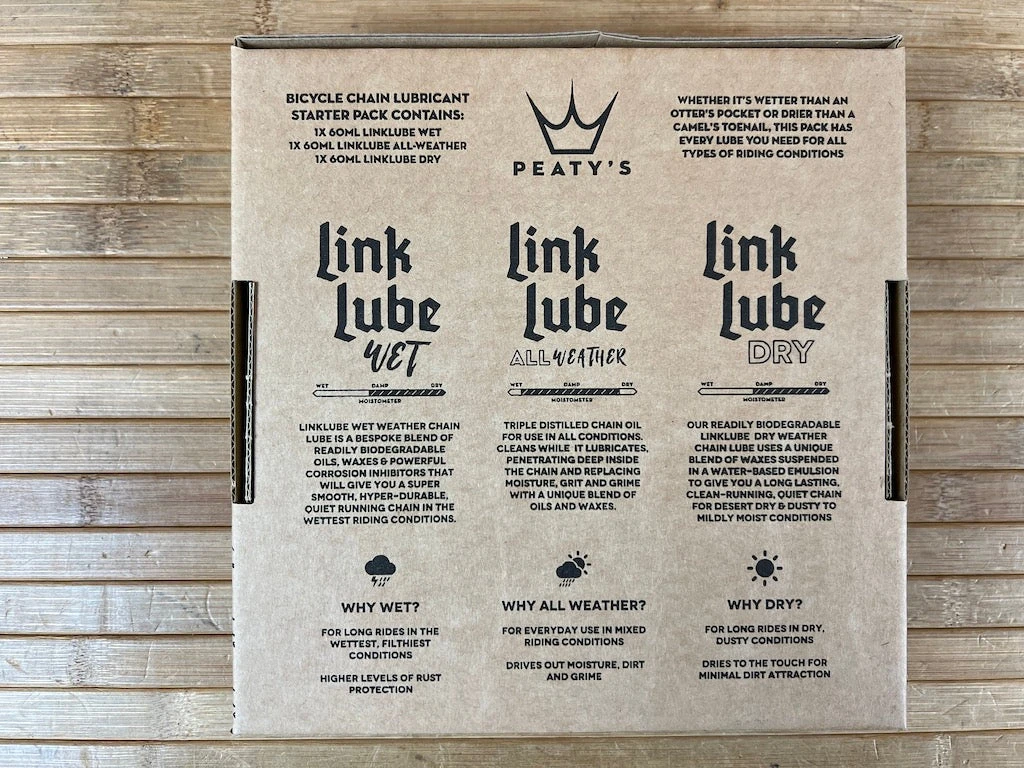 BICYCLE CHAIN LUBRICANT
STARTER PACK CONTAINS:
1X 60ML LINKLUBE WET
1X 60ML LINKLUBE ALL-WEATHER
1X 60ML LINKLUBE DRY
PEATY'S
WHETHER IT'S WETTER THAN AN
OTTER'S POCKET OR DRIER THAN A
CAMEL'S TOENAIL, THIS PACK HAS
EVERY LUBE YOU NEED FOR ALL
TYPES OF RIDING CONDITIONS
Link
Lube
WET
WET DAMP DRY
MOISTOMETER
LINKLUBE WET WEATHER CHAIN
LUBE IS A BESPOKE BLEND OF
READILY BIODEGRADABLE
OILS, WAXES & POWERFUL
CORROSION INHIBITORS THAT
WILL GIVE YOU A SUPER
SMOOTH, HYPER-DURABLE,
QUIET RUNNING CHAIN IN THE
WETTEST RIDING CONDITIONS.
WHY WET?
FOR LONG RIDES IN THE
WETTEST, FILTHIEST
CONDITIONS
HIGHER LEVELS OF RUST
PROTECTION
Link
Lube
ALL WEATHER
WET DAMP DRY
MOISTOMETER
TRIPLE DISTILLED CHAIN OIL
FOR USE IN ALL CONDITIONS.
CLEANS WHILE IT LUBRICATES,
PENETRATING DEEP INSIDE
THE CHAIN AND REPLACING
MOISTURE, GRIT AND GRIME
WITH A UNIQUE BLEND OF
OILS AND WAXES.
WHY ALL WEATHER?
FOR EVERYDAY USE IN MIXED
RIDING CONDITIONS
DRIVES OUT MOISTURE, DIRT
AND GRIME
Link
Lube
DRY
WET DAMP DRY
MOISTOMETER
OUR READILY BIODEGRADABLE
LINKLUBE DRY WEATHER
CHAIN LUBE USES A UNIQUE
BLEND OF WAXES SUSPENDED
IN A WATER-BASED EMULSION
TO GIVE YOU A LONG LASTING,
CLEAN-RUNNING, QUIET CHAIN
FOR DESERT DRY & DUSTY TO
MILDLY MOIST CONDITIONS
WHY DRY?
FOR LONG RIDES IN DRY,
DUSTY CONDITIONS
DRIES TO THE TOUCH FOR
MINIMAL DIRT ATTRACTION